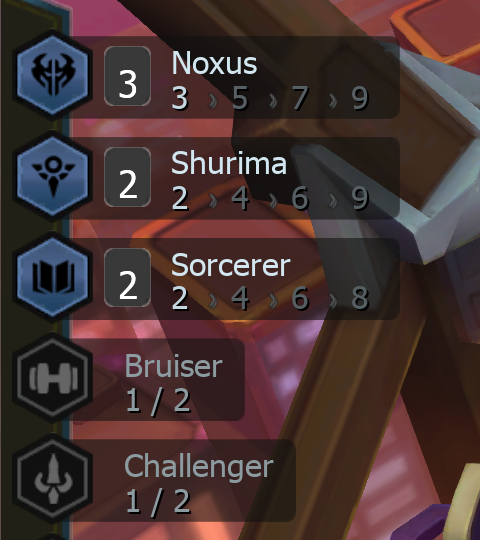 Noxus
3 3 › 5 › 7 › 9
Shurima
2 2 › 4 › 6 › 9
Sorcerer
2 2 › 4 › 6 › 8
Bruiser
1 / 2
Challenger
1 / 2